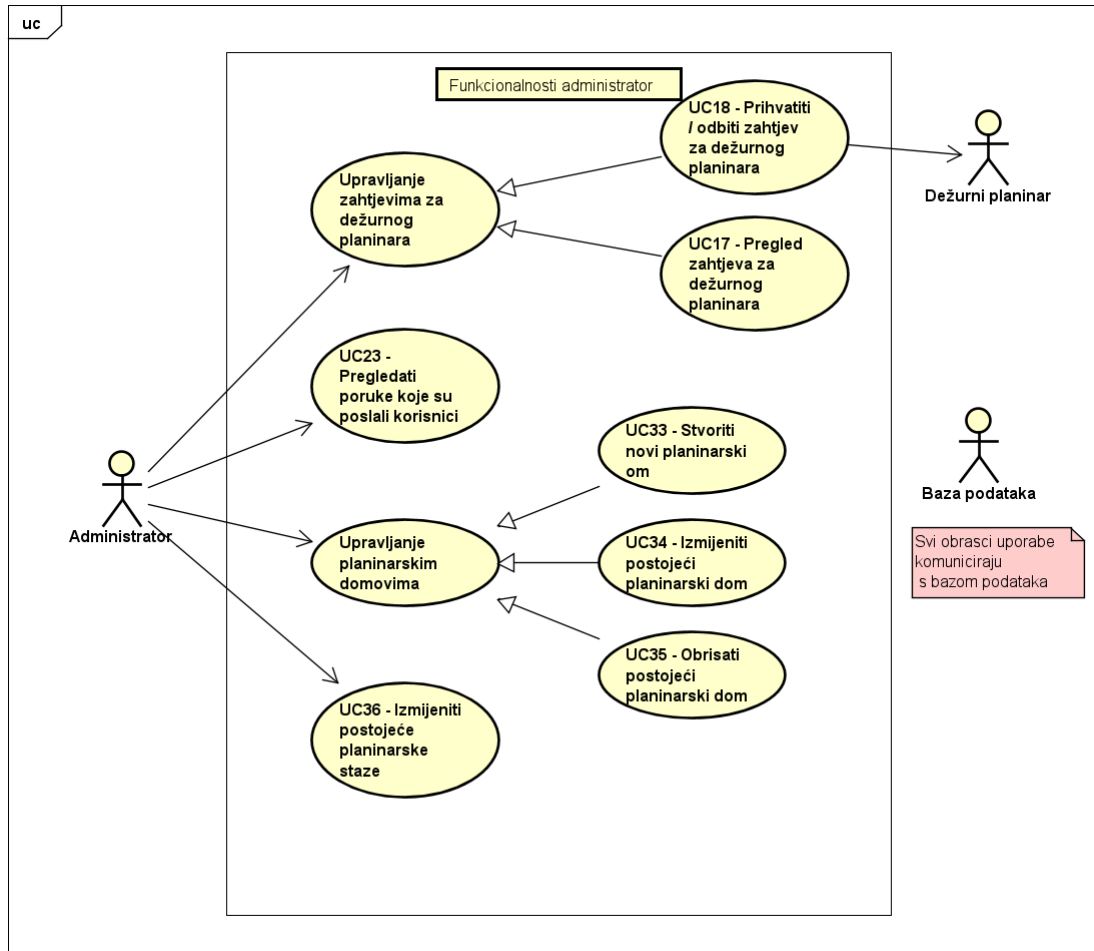 uc
Funkcionalnosti administrator
UC18 - Prihvatiti
/ odbiti zahtjev
za dežurnog
planinara
Dežurni planinar
Upravljanje
zahtjevima za
dežurnog
planinara
UC17 - Pregled
zahtjeva za
dežurnog
planinara
UC23 -
Pregledati
poruke koje su
poslali korisnici
UC33 - Stvoriti
novi planinarski
om
Baza podataka
Administrator
Upravljanje
planinarskim
domovima
UC34 - Izmijeniti
postojeći
planinarski dom
Svi obrasci uporabe
komuniciraju
s bazom podataka
UC35 - Obrisati
postojeći
planinarski dom
UC36 - Izmijeniti
postojeće
planinarske
staze